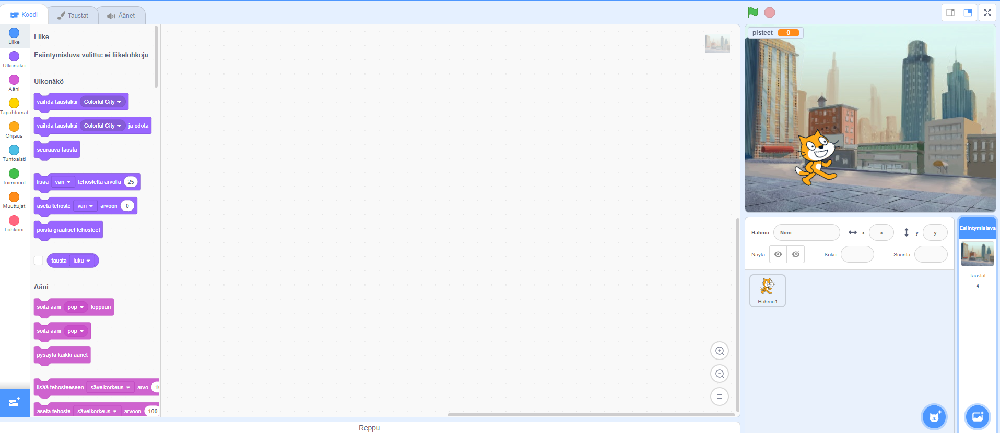 Koodi
Taustat
Äänet
Liike
Ulkonäkö
Ääni
Tapahtumat
Ohjaus
Tuntoaisti
Toiminnot
Muuttujat
Lohkoni
Liike
Esiintymislava valittu: ei liikelohkoja
Ulkonäkö
vaihda taustaksi Colorful City
vaihda taustaksi Colorful City ja odota
seuraava tausta
lisää väri tehostetta arvolla 25
aseta tehoste väri arvoon 0
poista graafiset tehosteet
tausta luku
Ääni
soita ääni pop loppuun
soita ääni pop
pysäytä kaikki äänet
lisää tehosteeseen sävelkorkeus arvo 10
aseta tehoste sävelkorkeus arvoon 100
Reppu
pisteet 0
Hahmo Nimi x x y y
Näytä Koko Suunta
Hahmo1
Esiintymislava
Taustat
4